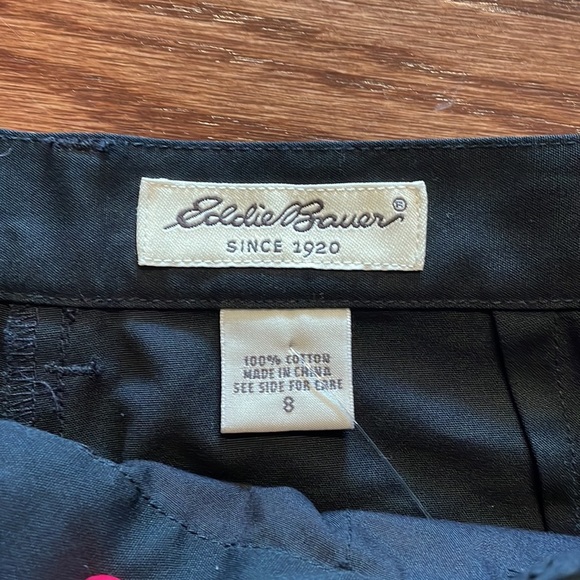 Eddie Bauer®
SINCE 1920
100% COTTON
MADE IN CHINA
SEE SIDE FOR CARE
8